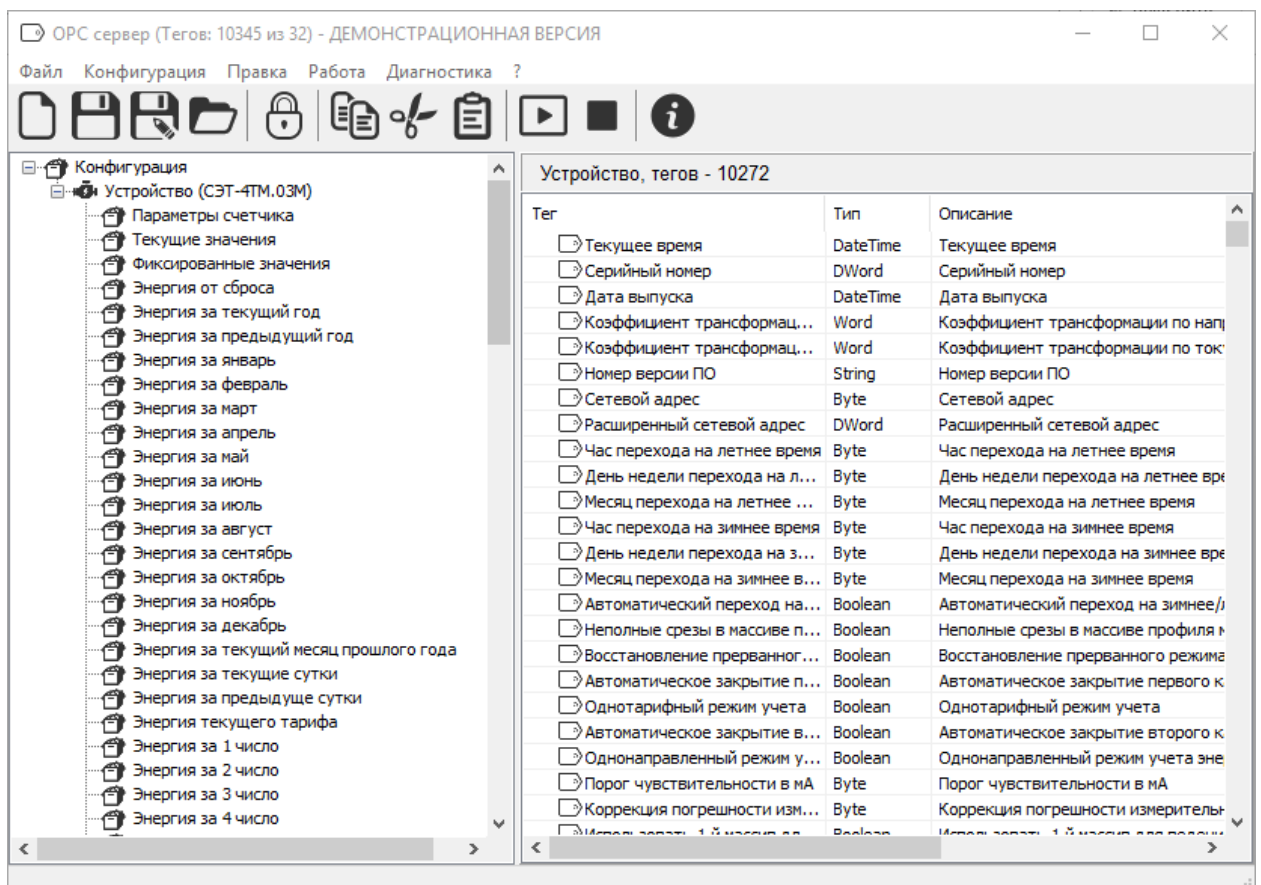 OPC сервер (Тегов: 10345 из 32) - ДЕМОНСТРАЦИОННАЯ ВЕРСИЯ
Файл Конфигурация Правка Работа Диагностика ?
Конфигурация
Устройство (СЭТ-4ТМ.03М)
Параметры счетчика
Текущие значения
Фиксированные значения
Энергия от сброса
Энергия за текущий год
Энергия за предыдущий год
Энергия за январь
Энергия за февраль
Энергия за март
Энергия за апрель
Энергия за май
Энергия за июнь
Энергия за июль
Энергия за август
Энергия за сентябрь
Энергия за октябрь
Энергия за ноябрь
Энергия за декабрь
Энергия за текущий месяц прошлого года
Энергия за текущие сутки
Энергия за предыдуще сутки
Энергия текущего тарифа
Энергия за 1 число
Энергия за 2 число
Энергия за 3 число
Энергия за 4 число
Устройство, тегов - 10272
Тег Тип Описание
Текущее время DateTime Текущее время
Серийный номер DWord Серийный номер
Дата выпуска DateTime Дата выпуска
Коэффициент трансформац... Word Коэффициент трансформации по напр
Коэффициент трансформац... Word Коэффициент трансформации по ток
Номер версии ПО String Номер версии ПО
Сетевой адрес Byte Сетевой адрес
Расширенный сетевой адрес DWord Расширенный сетевой адрес
Час перехода на летнее время Byte Час перехода на летнее время
День недели перехода на л... Byte День недели перехода на летнее вре
Месяц перехода на летнее ... Byte Месяц перехода на летнее время
Час перехода на зимнее время Byte Час перехода на зимнее время
День недели перехода на з... Byte День недели перехода на зимнее вре
Месяц перехода на зимнее в... Byte Месяц перехода на зимнее время
Автоматический переход на... Boolean Автоматический переход на зимнее/л
Неполные срезы в массиве п... Boolean Неполные срезы в массиве профиля м
Восстановление прерванног... Boolean Восстановление прерванного режима
Автоматическое закрытие п... Boolean Автоматическое закрытие первого к
Однотарифный режим учета Boolean Однотарифный режим учета
Автоматическое закрытие в... Boolean Автоматическое закрытие второго к
Однонаправленный режим у... Boolean Однонаправленный режим учета эне
Порог чувствительности в мА Byte Порог чувствительности в мА
Коррекция погрешности изм... Byte Коррекция погрешности измерительн
Использовать 1-й массив дл... Boolean Использовать 1-й массив для ведени